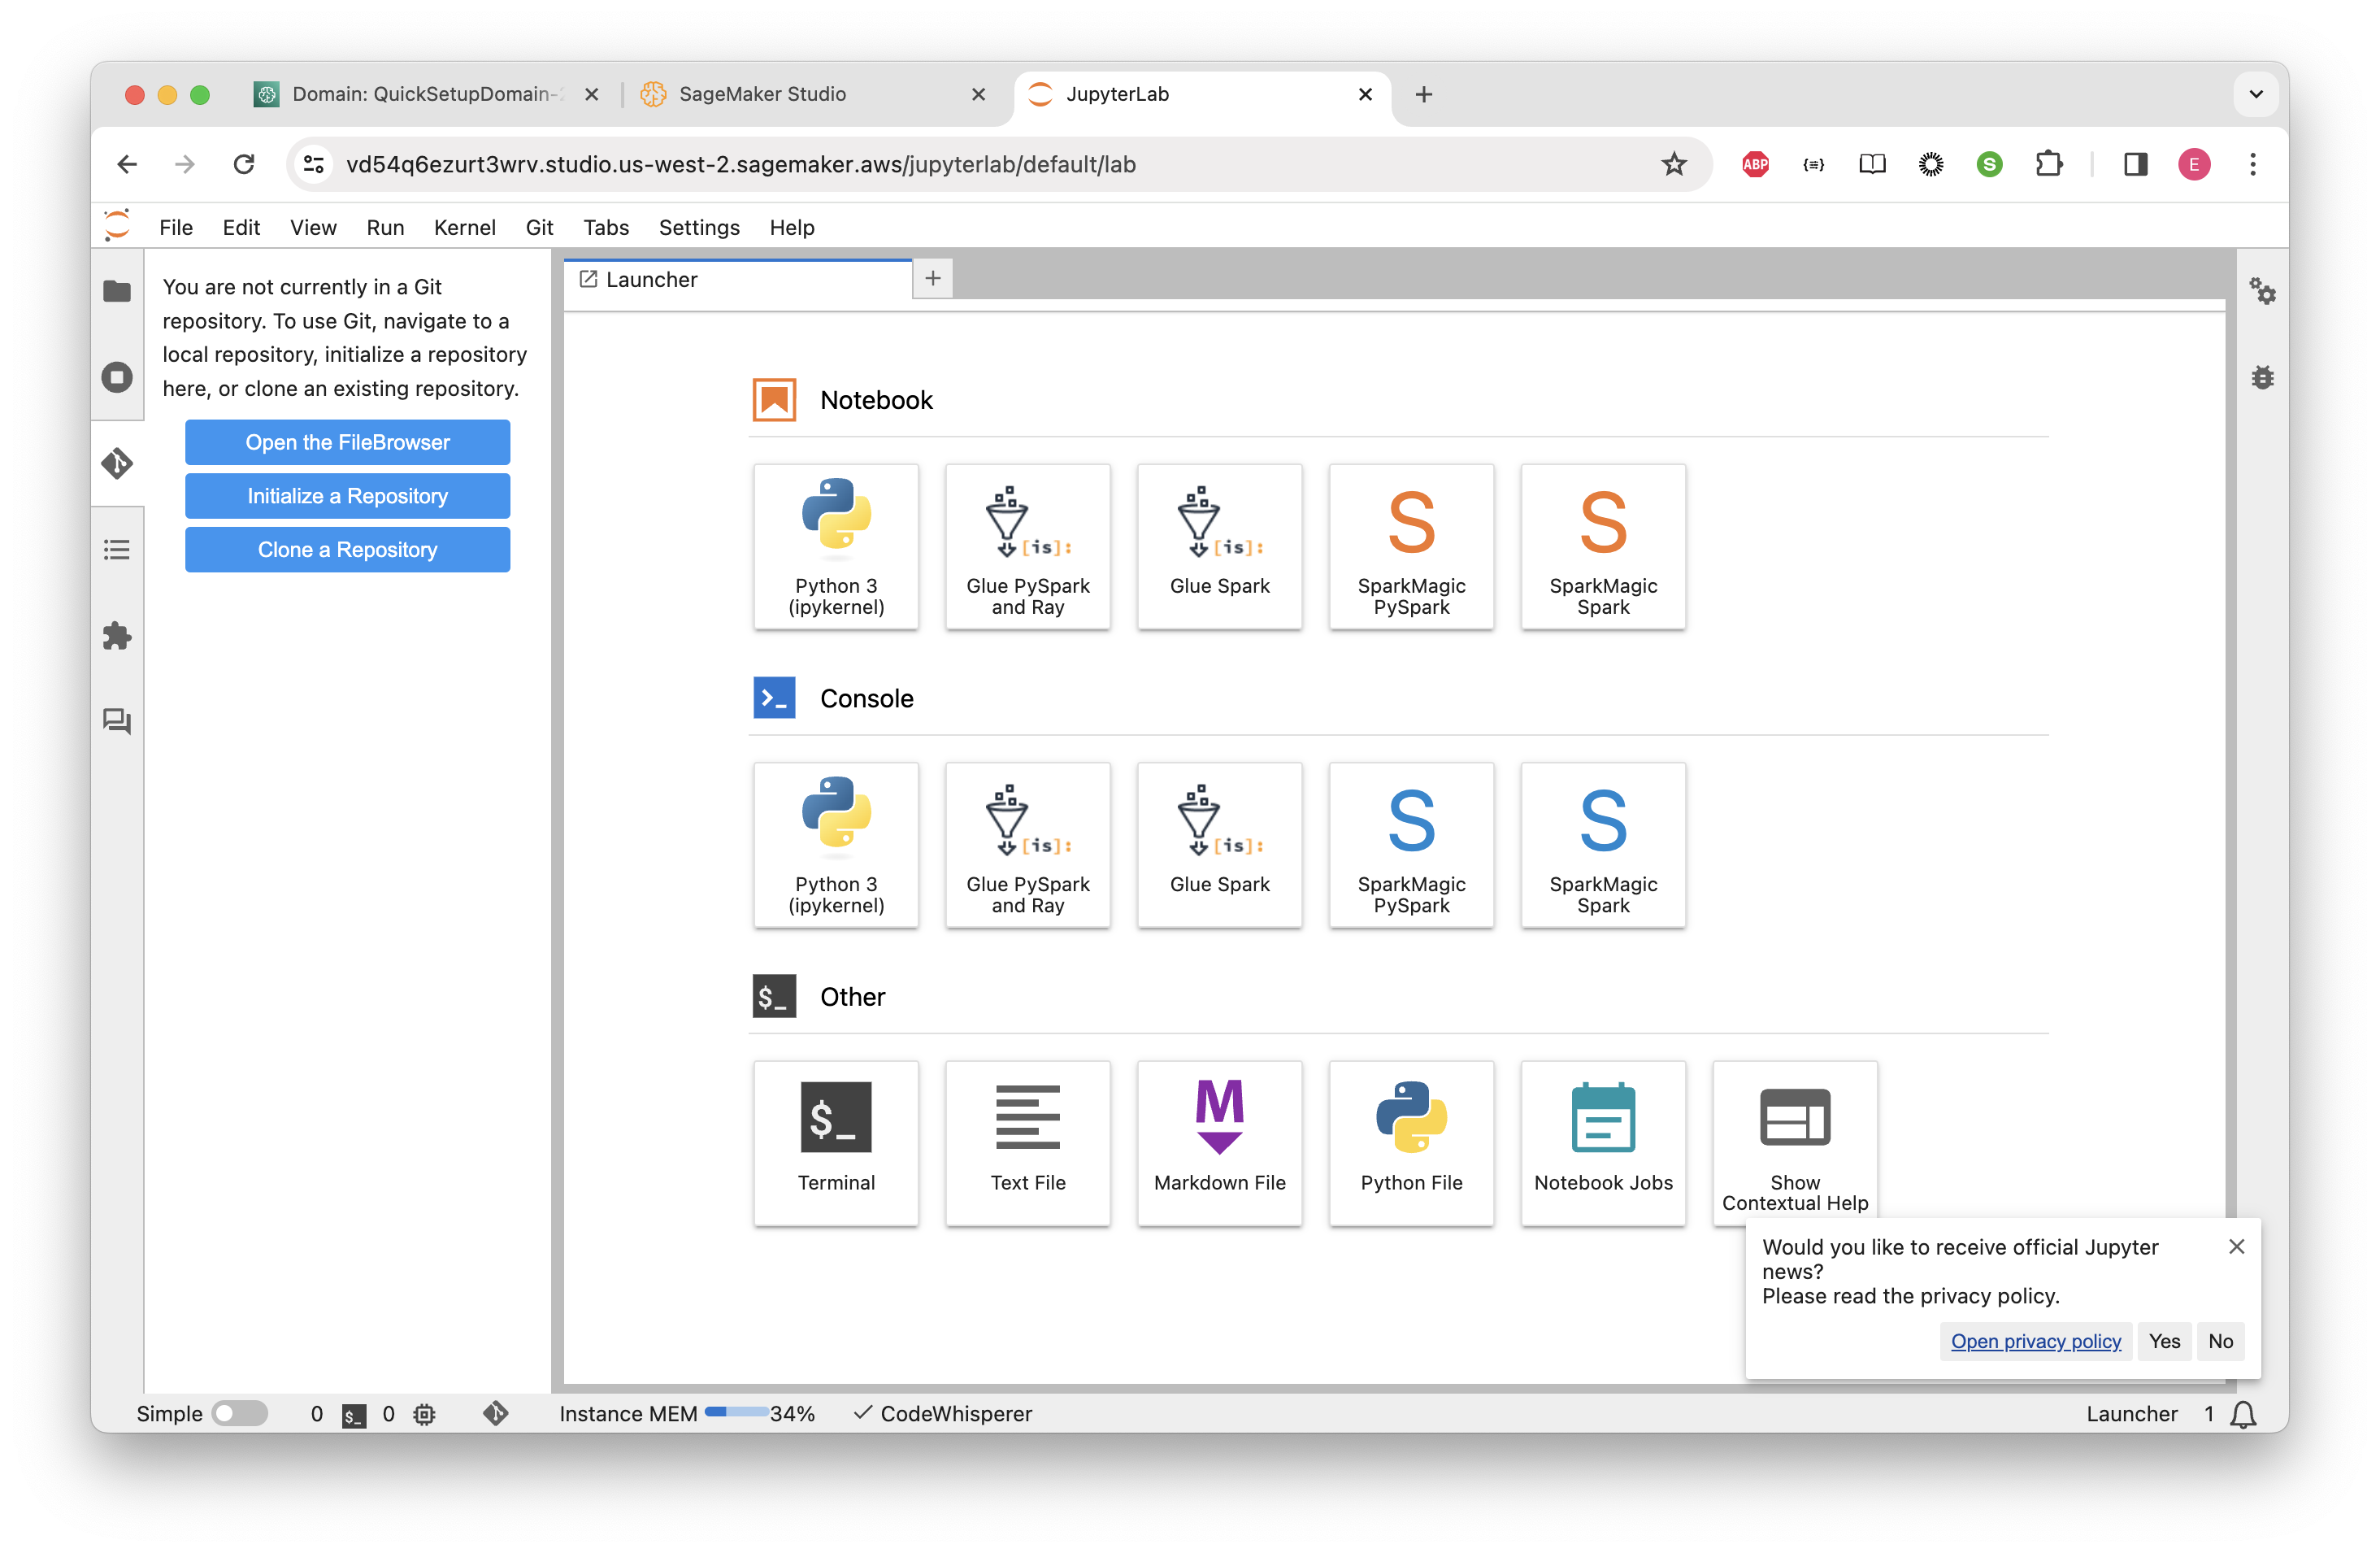 Domain: QuickSetupDomain-
SageMaker Studio
JupyterLab
vd54q6ezurt3wrv.studio.us-west-2.sagemaker.aws/jupyterlab/default/lab
ABP
{≡}
S
E
File Edit View Run Kernel Git Tabs Settings Help
You are not currently in a Git
repository. To use Git, navigate to a
local repository, initialize a repository
here, or clone an existing repository.
Open the FileBrowser
Initialize a Repository
Clone a Repository
Launcher
Notebook
Python 3
(ipykernel)
[is]:
Glue PySpark
and Ray
[is]:
Glue Spark
S
SparkMagic
PySpark
S
SparkMagic
Spark
Console
Python 3
(ipykernel)
[is]:
Glue PySpark
and Ray
[is]:
Glue Spark
S
SparkMagic
PySpark
S
SparkMagic
Spark
$_
Other
$_
Terminal
Text File
M
Markdown File
Python File
Notebook Jobs
Show
Contextual Help
Would you like to receive official Jupyter
news?
Please read the privacy policy.
Open privacy policy Yes No
Simple 0 $_ 0 Instance MEM 34% CodeWhisperer Launcher 1